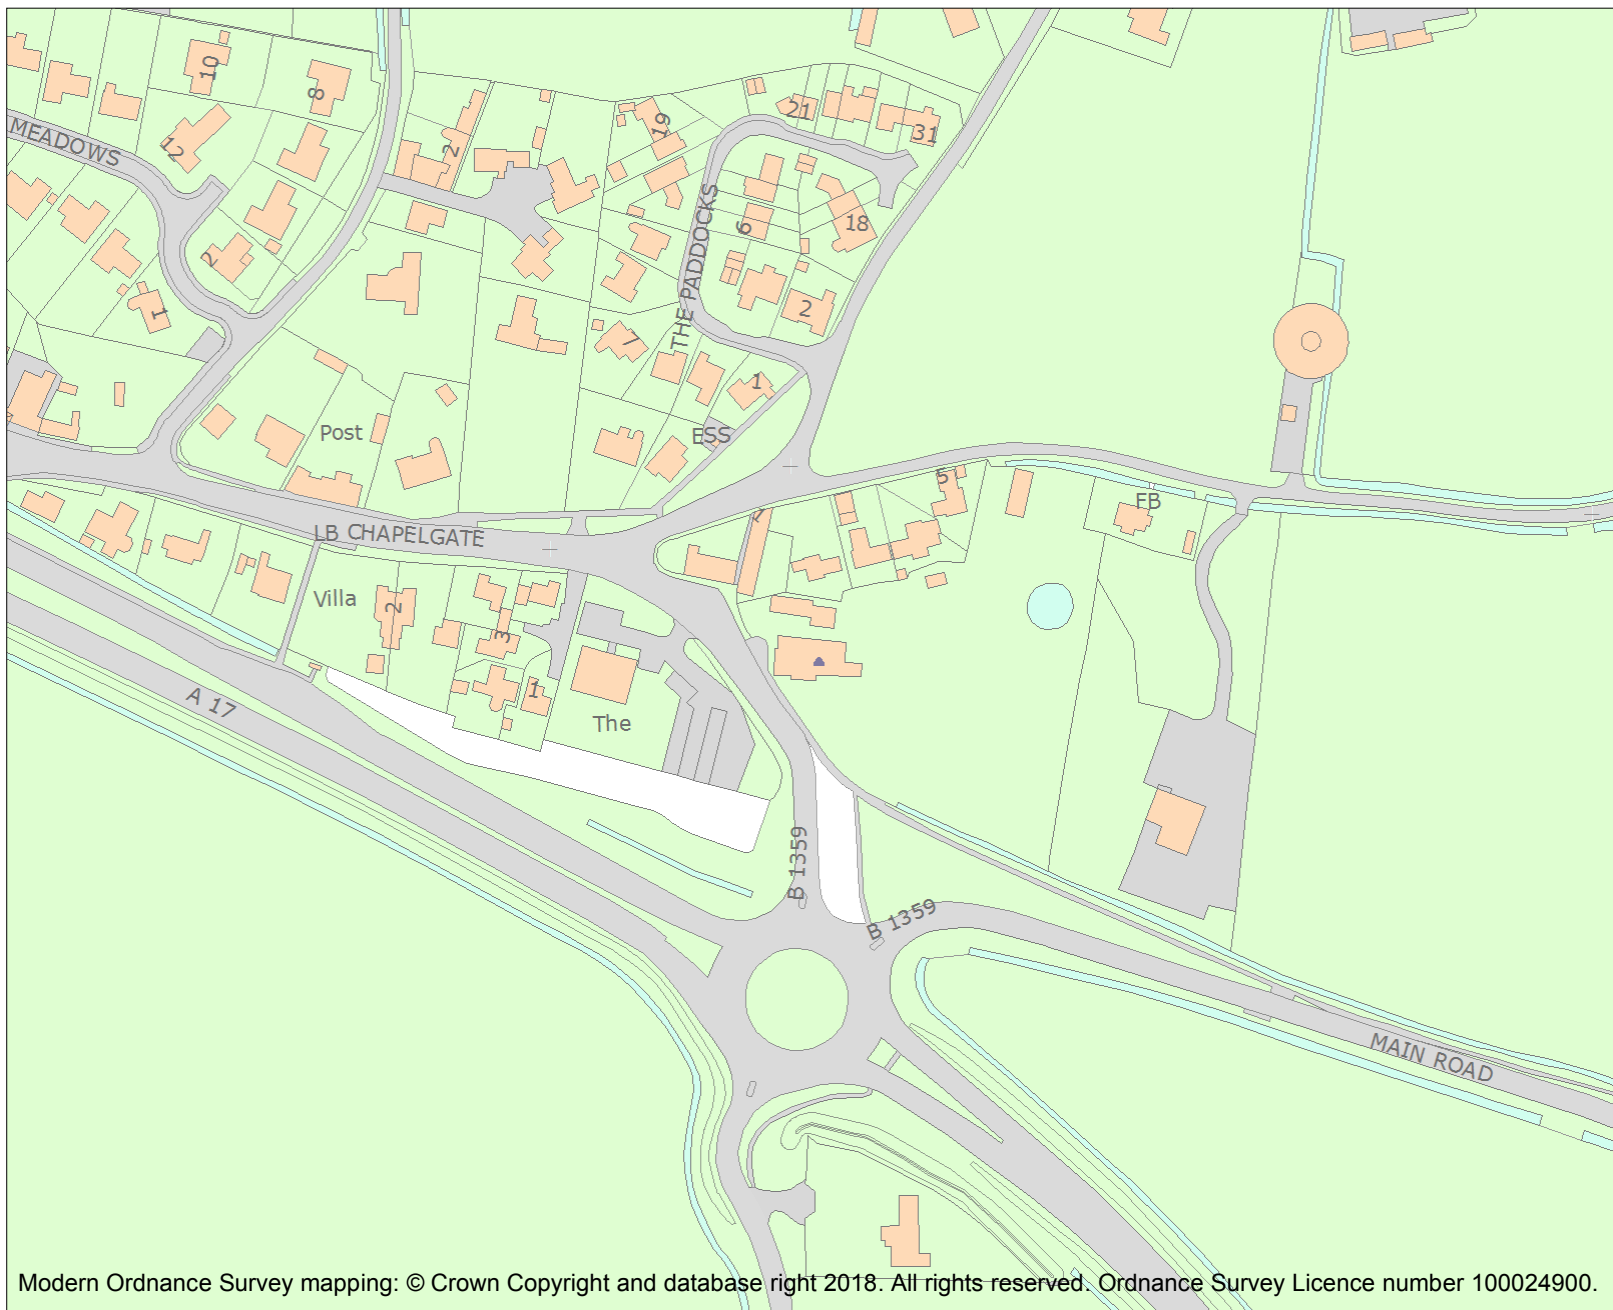 10
8
MEADOWS
12
2
2
1
19
21
31
THE PADDOCKS
6
18
2
7
1
Post
ESS
LB CHAPELGATE
5
FB
Villa
2
3
1
The
A 17
B 1359
B 1359
MAIN ROAD
Modern Ordnance Survey mapping: © Crown Copyright and database right 2018. All rights reserved. Ordnance Survey Licence number 100024900.